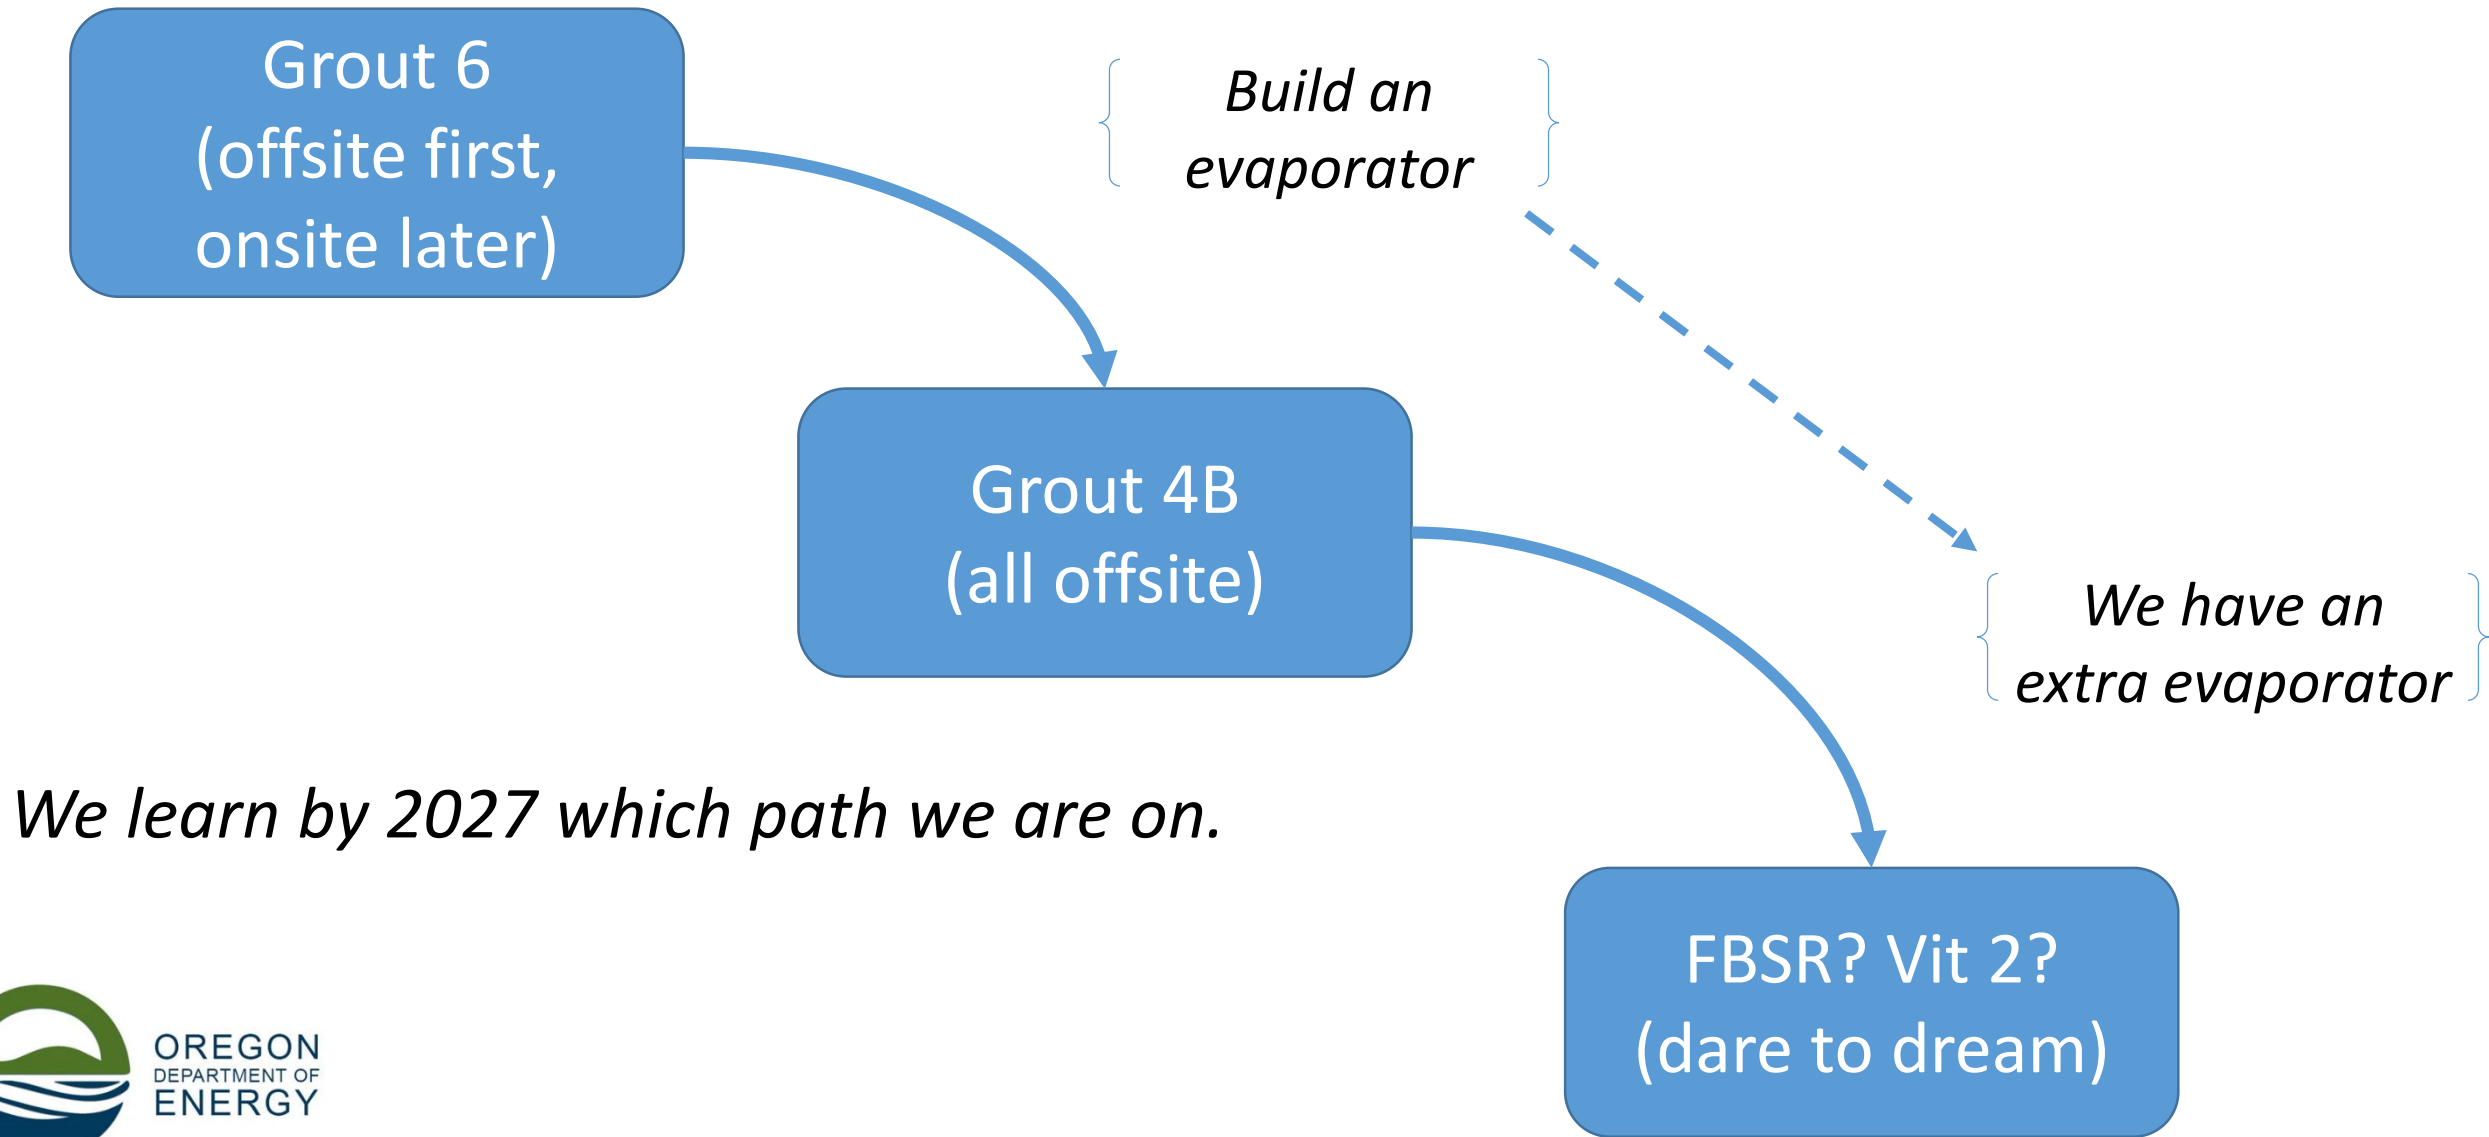 Grout 6
(offsite first,
onsite later)
Build an
evaporator
Grout 4B
(all offsite)
We have an
extra evaporator
We learn by 2027 which path we are on.
FBSR? Vit 2?
(dare to dream)
OREGON
DEPARTMENT OF
ENERGY